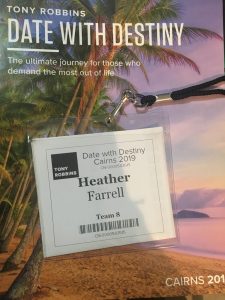 TONY ROBBINS
DATE WITH DESTINY
The ultimate journey for those who
demand the most out of life
TONY
ROBBINS
Date with Destiny
Cairns 2019
Heather
Farrell
Team 8
CAIRNS 201